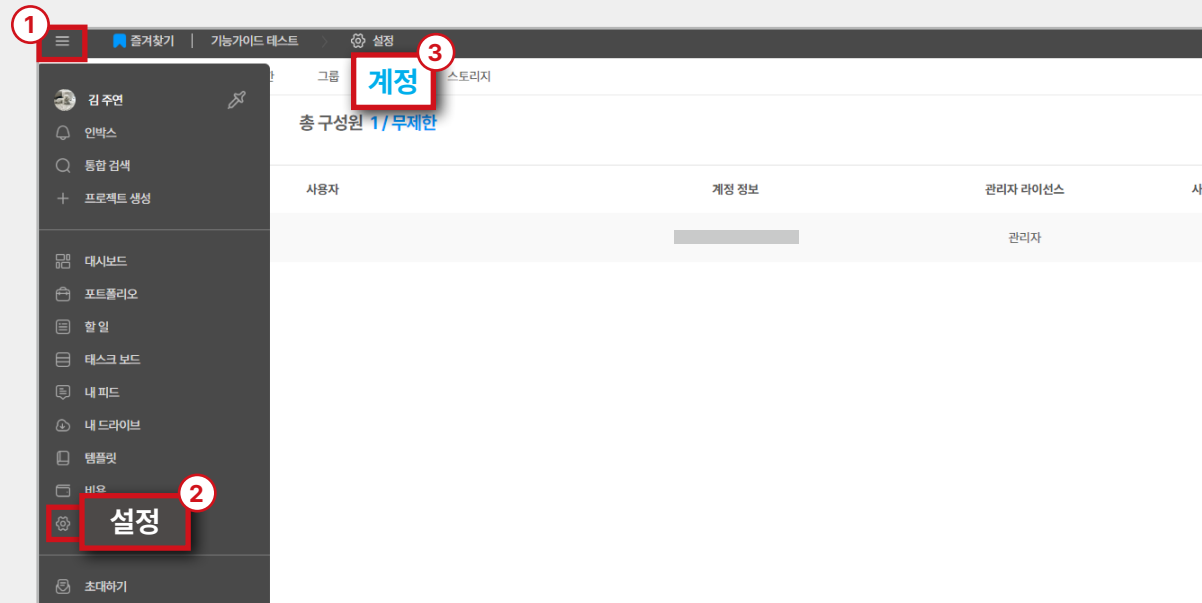 1
즐겨찾기 기능가이드 테스트 설정
3
그룹 계정 스토리지
김 주연
총 구성원 1 / 무제한
인박스
통합 검색
프로젝트 생성
사용자 계정 정보 관리자 라이선스 사
관리자
대시보드
포트폴리오
할 일
태스크 보드
내 피드
내 드라이브
템플릿
비용
2
설정
초대하기